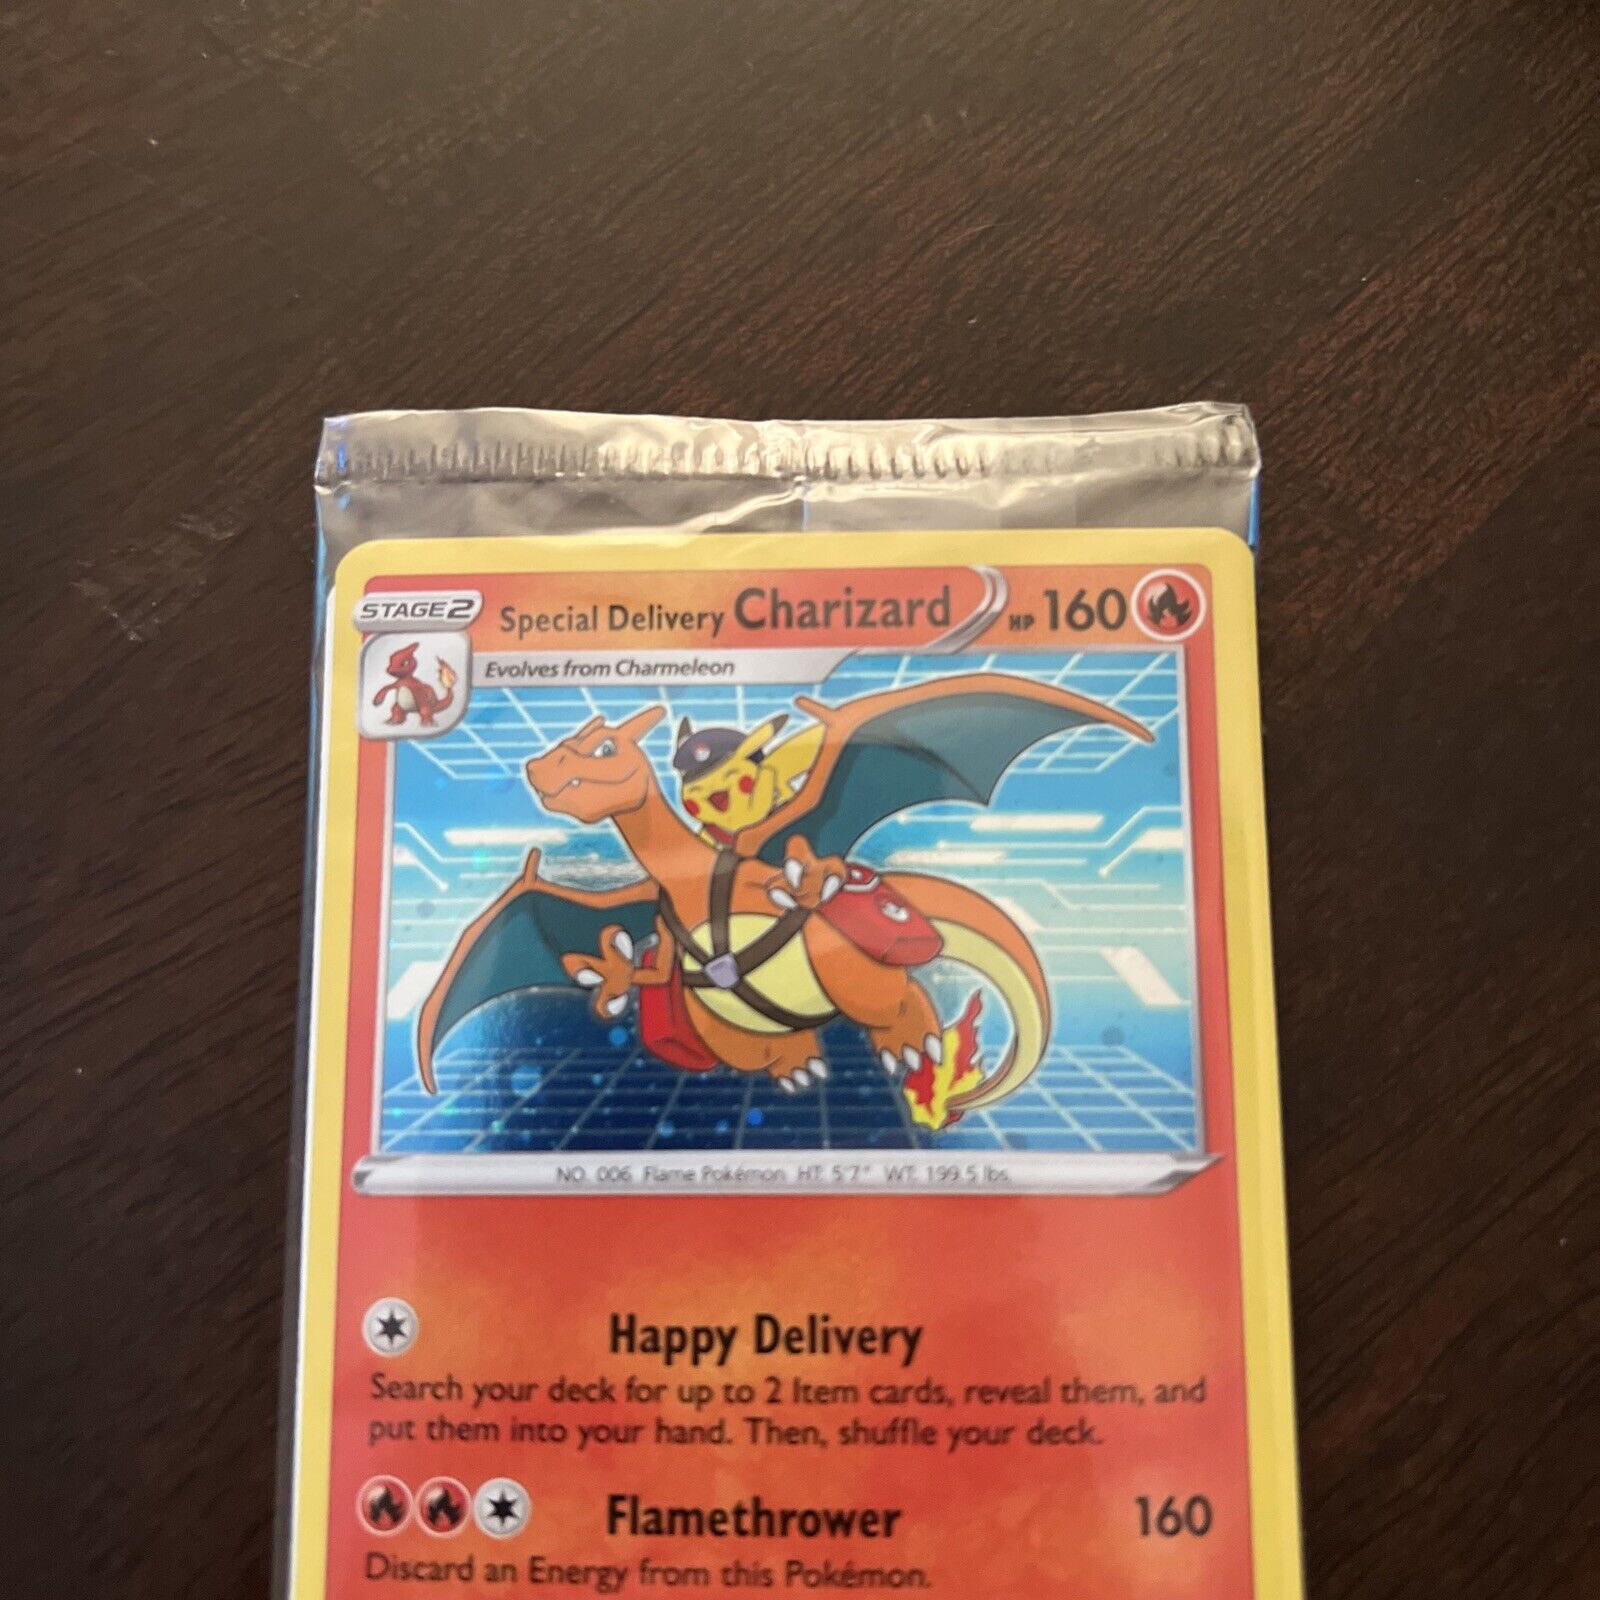 STAGE2
Special Delivery Charizard
HP 160
Evolves from Charmeleon
NO. 006 Flame Pokémon HT: 5'7" WT: 199.5 lbs.
Happy Delivery
Search your deck for up to 2 Item cards, reveal them, and
put them into your hand. Then, shuffle your deck.
Flamethrower 160
Discard an Energy from this Pokémon.